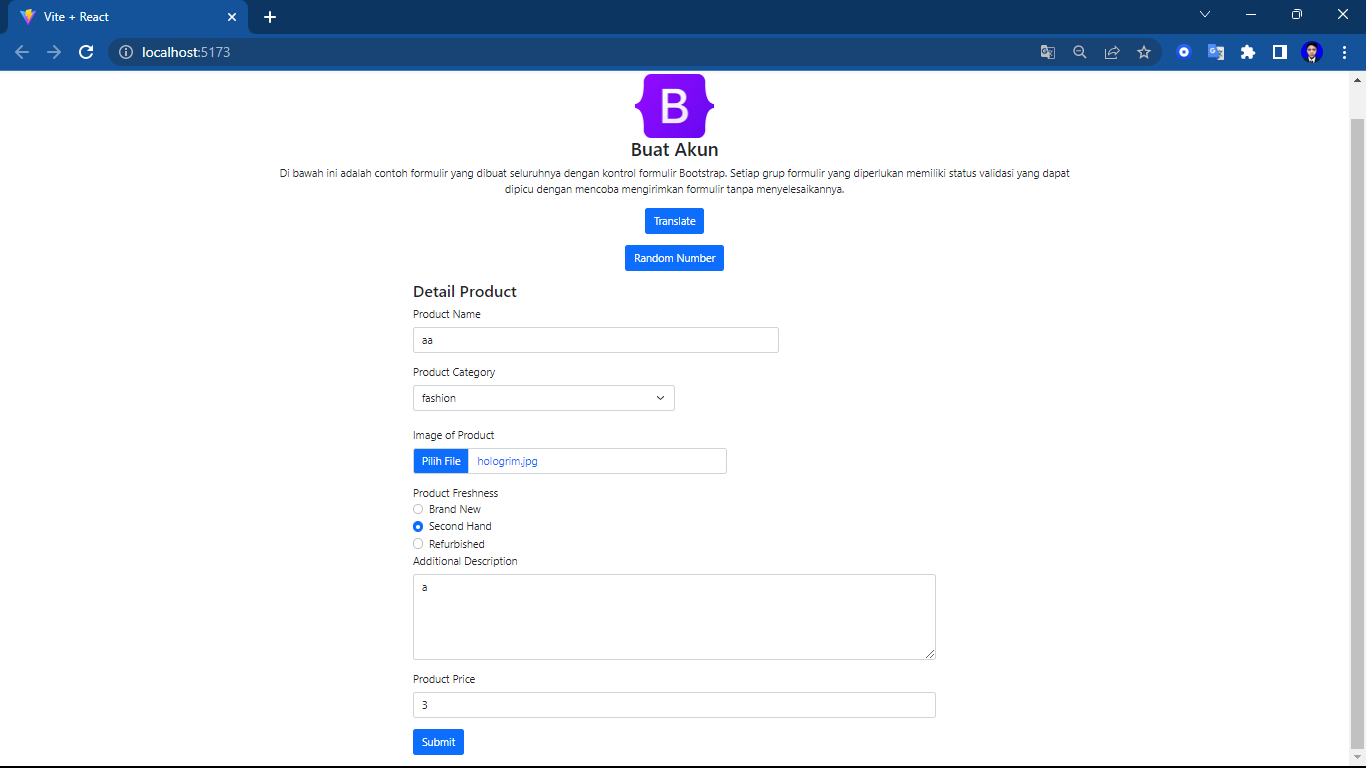 Vite + React
localhost:5173
B
Buat Akun
Di bawah ini adalah contoh formulir yang dibuat seluruhnya dengan kontrol formulir Bootstrap. Setiap grup formulir yang diperlukan memiliki status validasi yang dapat
dipicu dengan mencoba mengirimkan formulir tanpa menyelesaikannya.
Translate
Random Number
Detail Product
Product Name
aa
Product Category
fashion
Image of Product
Pilih File hologrim.jpg
Product Freshness
Brand New
Second Hand
Refurbished
Additional Description
a
Product Price
3
Submit